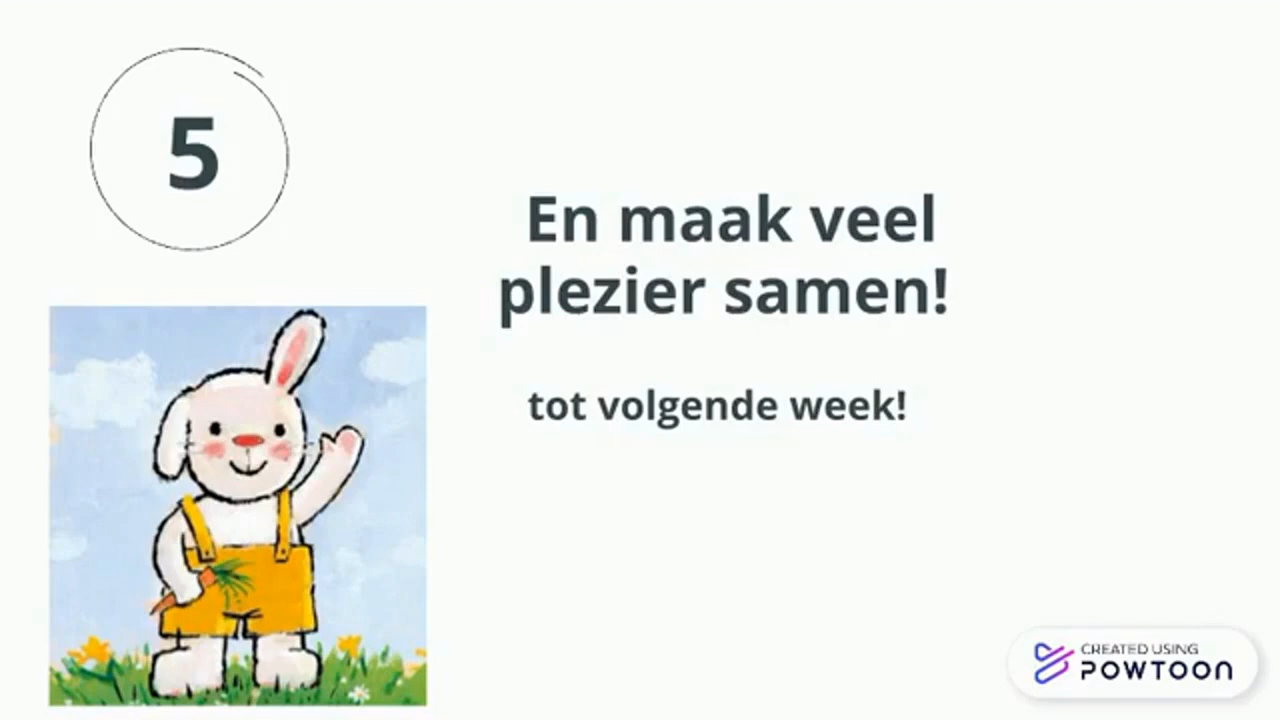 5
En maak veel
plezier samen!
tot volgende week!
CREATED USING
POWTOON